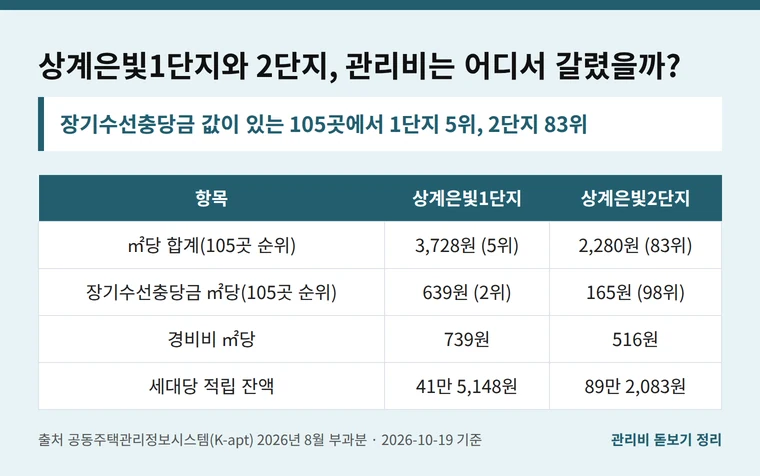 상계은빛1단지와 2단지, 관리비는 어디서 갈렸을까?
장기수선충당금 값이 있는 105곳에서 1단지 5위, 2단지 83위
항목 상계은빛1단지 상계은빛2단지
㎡당 합계(105곳 순위) 3,728원 (5위) 2,280원 (83위)
장기수선충당금 ㎡당(105곳 순위) 639원 (2위) 165원 (98위)
경비비 ㎡당 739원 516원
세대당 적립 잔액 41만 5,148원 89만 2,083원
출처 공동주택관리정보시스템(K-apt) 2026년 8월 부과분 · 2026-10-19 기준 관리비 돋보기 정리